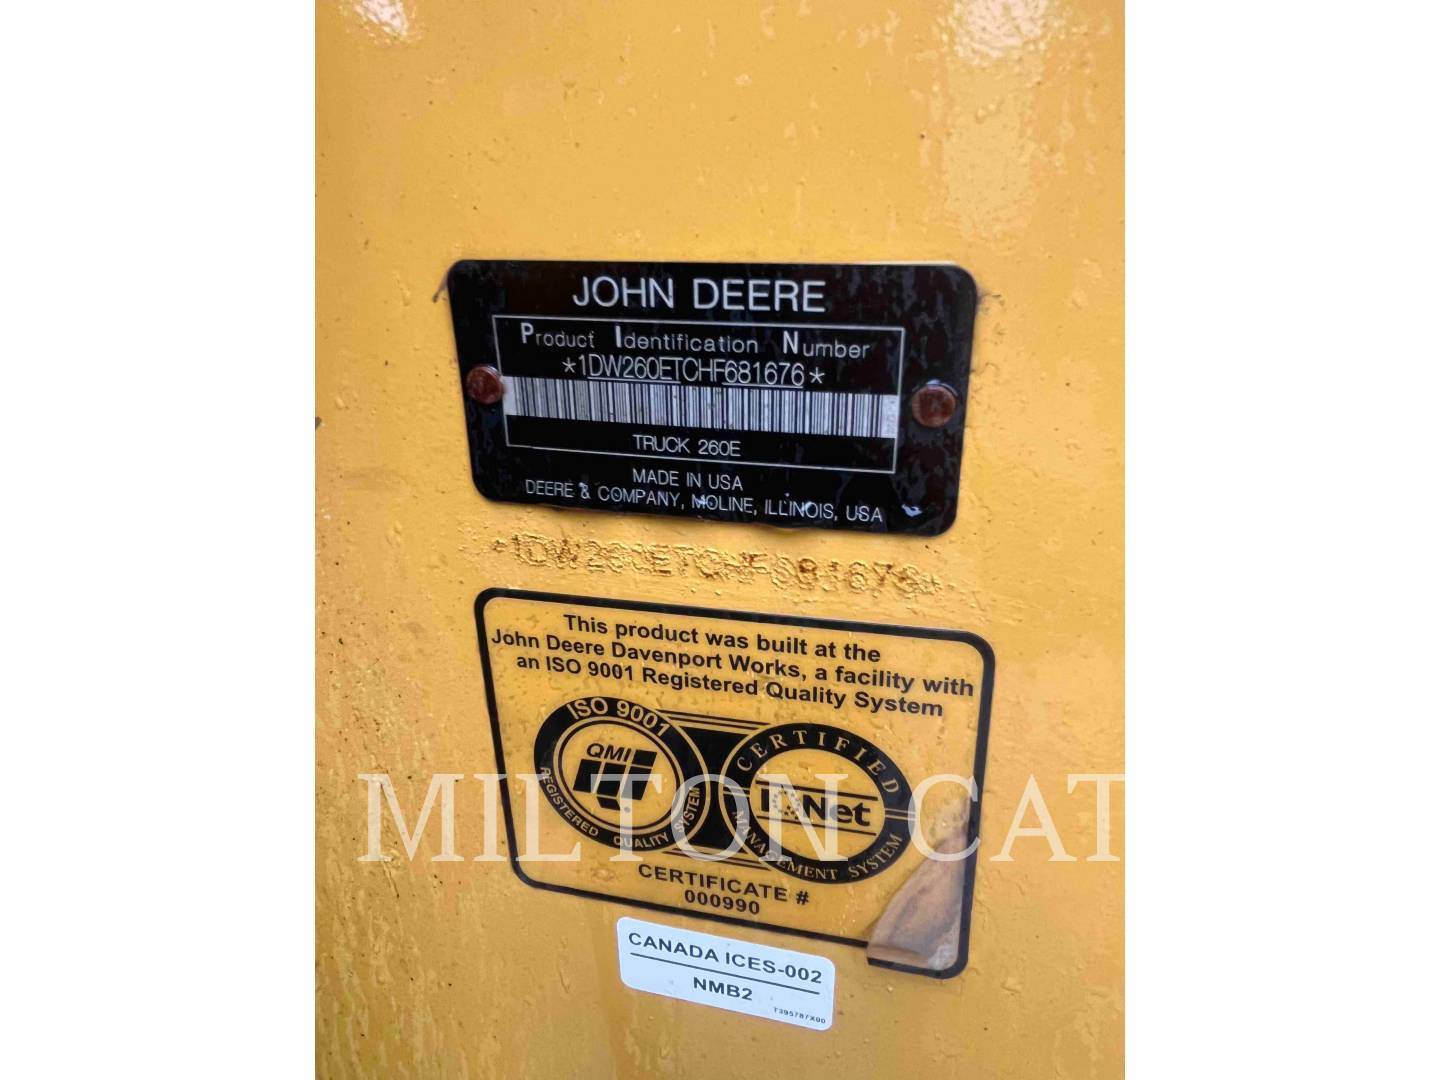 JOHN DEERE
Product Identification Number
*1DW260ETCHF681676*
TRUCK 260E
MADE IN USA
DEERE & COMPANY, MOLINE, ILLINOIS, USA
*1DW260ETCHF681676*
This product was built at the
John Deere Davenport Works, a facility with
an ISO 9001 Registered Quality System
ISO 9001
QMI
REGISTERED QUALITY SYSTEM
CERTIFIED
IQNet
MANAGEMENT SYSTEM
MILTON CAT
CERTIFICATE #
000990
CANADA ICES-002
NMB2
T395787X00